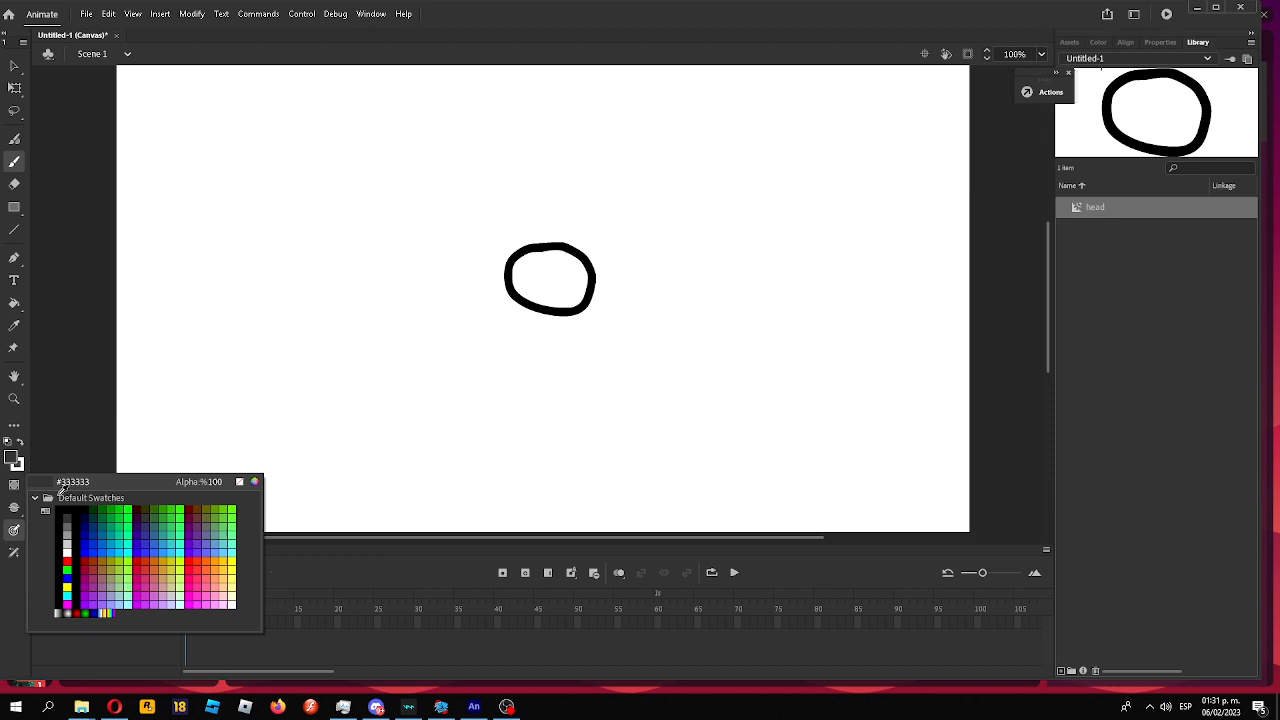 Animate File Edit View Insert Modify Text Commands Control Debug Window Help
Untitled-1 (Canvas)*
Scene 1
100%
Assets Color Align Properties Library
Untitled-1
Actions
1 item
Name Linkage
head
#333333 Alpha:%100
Default Swatches
1s
15 20 25 30 35 40 45 50 55 60 65 70 75 80 85 90 95 100 105
ESP
01:31 p. m.
06/02/2023